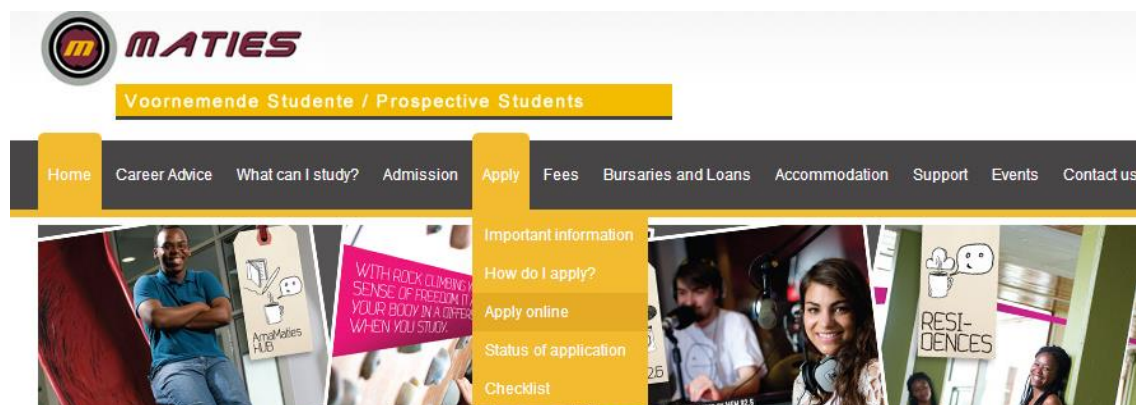 m MATIES
Voornemende Studente / Prospective Students
Home Career Advice What can I study? Admission Apply Fees Bursaries and Loans Accommodation Support Events Contact us
Important information
How do I apply?
Apply online
Status of application
Checklist
AmaMaties
HUB
WITH ROCK CLIMBING
SENSE OF FREEDOM
YOUR BODY IN A
WHEN YOU STUDY.
RESI-
DENCES